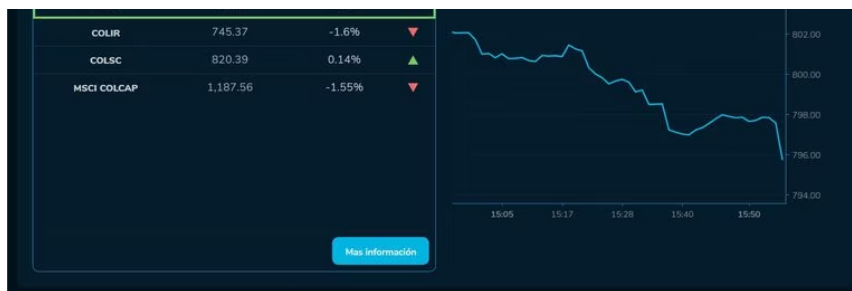 COLIR 745.37 -1.6% ▼
COLSC 820.39 0.14% ▲
MSCI COLCAP 1,187.56 -1.55% ▼
Mas información
802.00
800.00
798.00
796.00
794.00
15:05 15:17 15:28 15:40 15:50